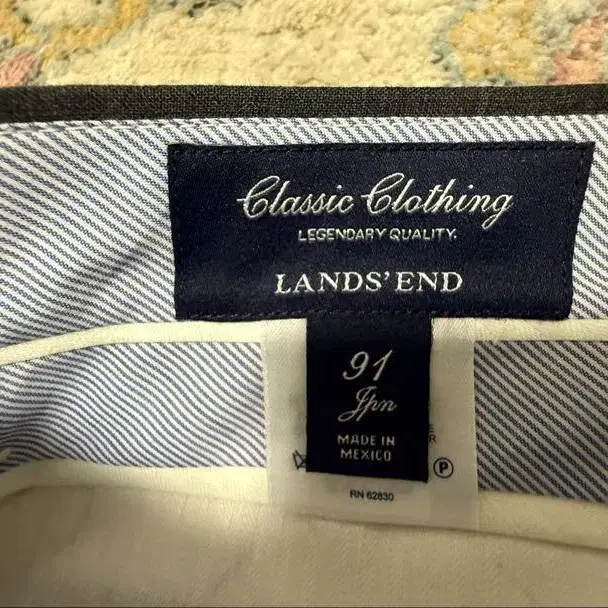 Classic Clothing
LEGENDARY QUALITY.
LANDS' END
91
Jpn
MADE IN
MEXICO
P
RN 62830